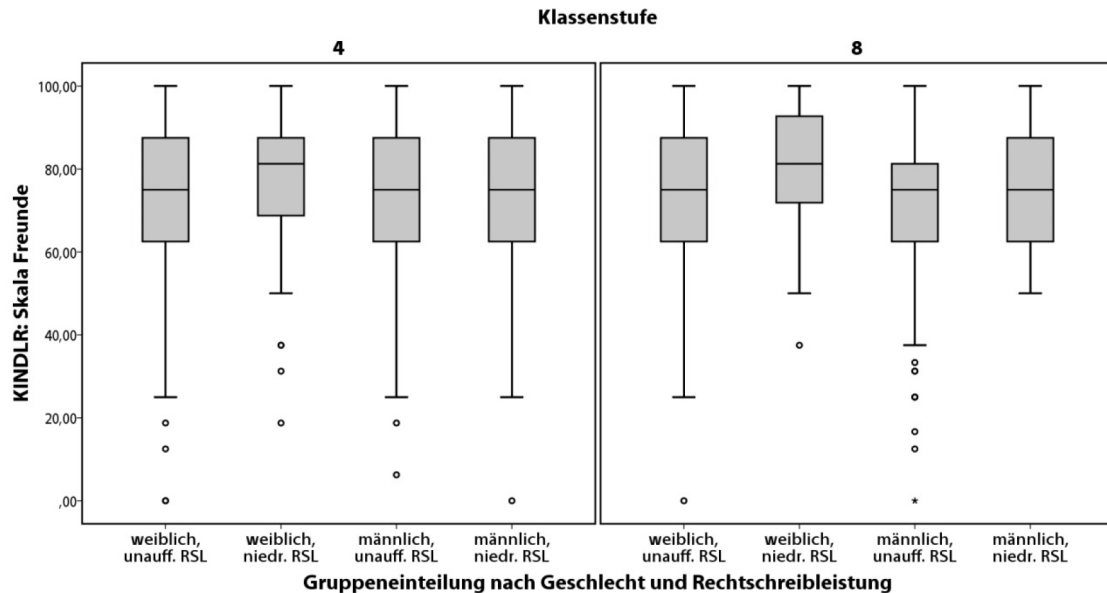 Klassenstufe
4
8
KINDLR: Skala Freunde
100,00
80,00
60,00
40,00
20,00
,00
weiblich,
unauff. RSL
weiblich,
niedr. RSL
männlich,
unauff. RSL
männlich,
niedr. RSL
weiblich,
unauff. RSL
weiblich,
niedr. RSL
männlich,
unauff. RSL
männlich,
niedr. RSL
Gruppeneinteilung nach Geschlecht und Rechtschreibleistung